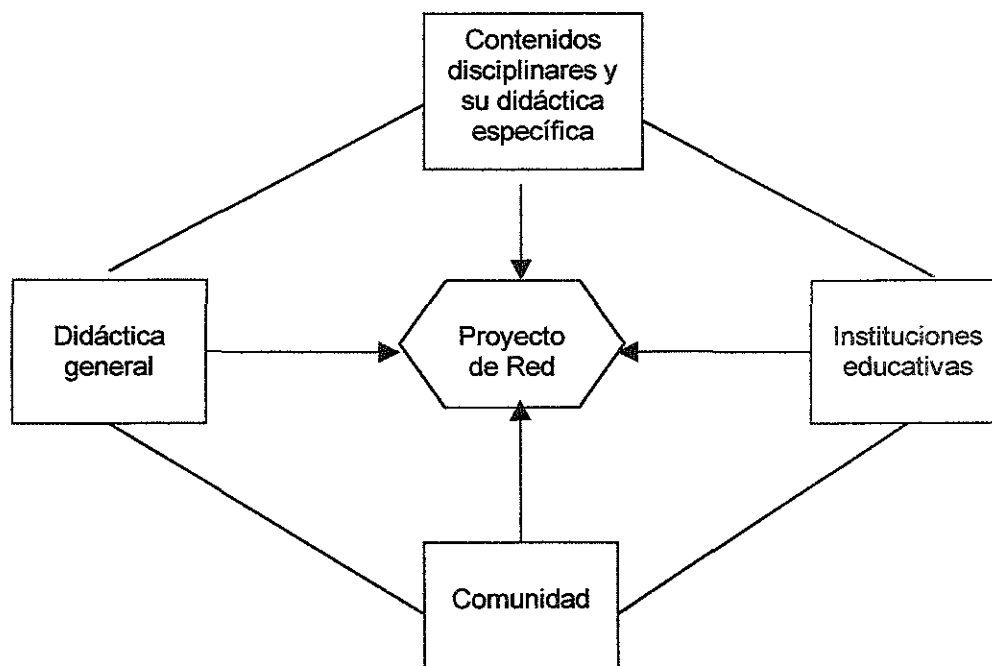 Contenidos
disciplinares y
su didáctica
específica
Didáctica
general
Proyecto
de Red
Instituciones
educativas
Comunidad